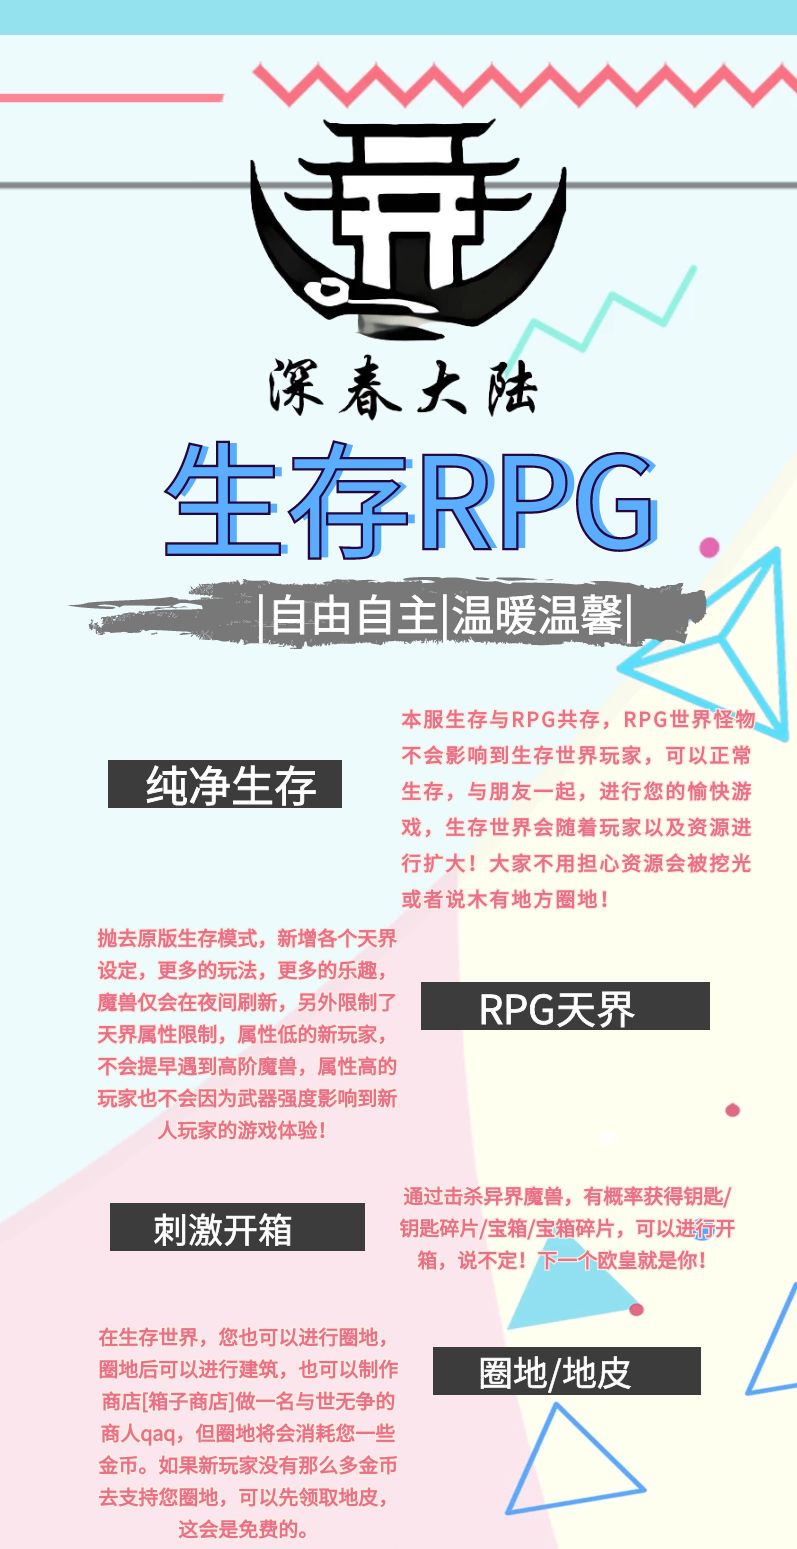 深春大陆
生存RPG
|自由自主|温暖温馨|
纯净生存
本服生存与RPG共存，RPG世界怪物
不会影响到生存世界玩家，可以正常
生存，与朋友一起，进行您的愉快游
戏，生存世界会随着玩家以及资源进
行扩大！大家不用担心资源会被挖光
或者说木有地方圈地！
抛去原版生存模式，新增各个天界
设定，更多的玩法，更多的乐趣，
魔兽仅会在夜间刷新，另外限制了
天界属性限制，属性低的新玩家，
不会提早遇到高阶魔兽，属性高的
玩家也不会因为武器强度影响到新
人玩家的游戏体验！
RPG天界
刺激开箱
通过击杀异界魔兽，有概率获得钥匙/
钥匙碎片/宝箱/宝箱碎片，可以进行开
箱，说不定！下一个欧皇就是你！
在生存世界，您也可以进行圈地，
圈地后可以进行建筑，也可以制作
商店[箱子商店]做一名与世无争的
商人qaq，但圈地将会消耗您一些
金币。如果新玩家没有那么多金币
去支持您圈地，可以先领取地皮，
这会是免费的。
圈地/地皮